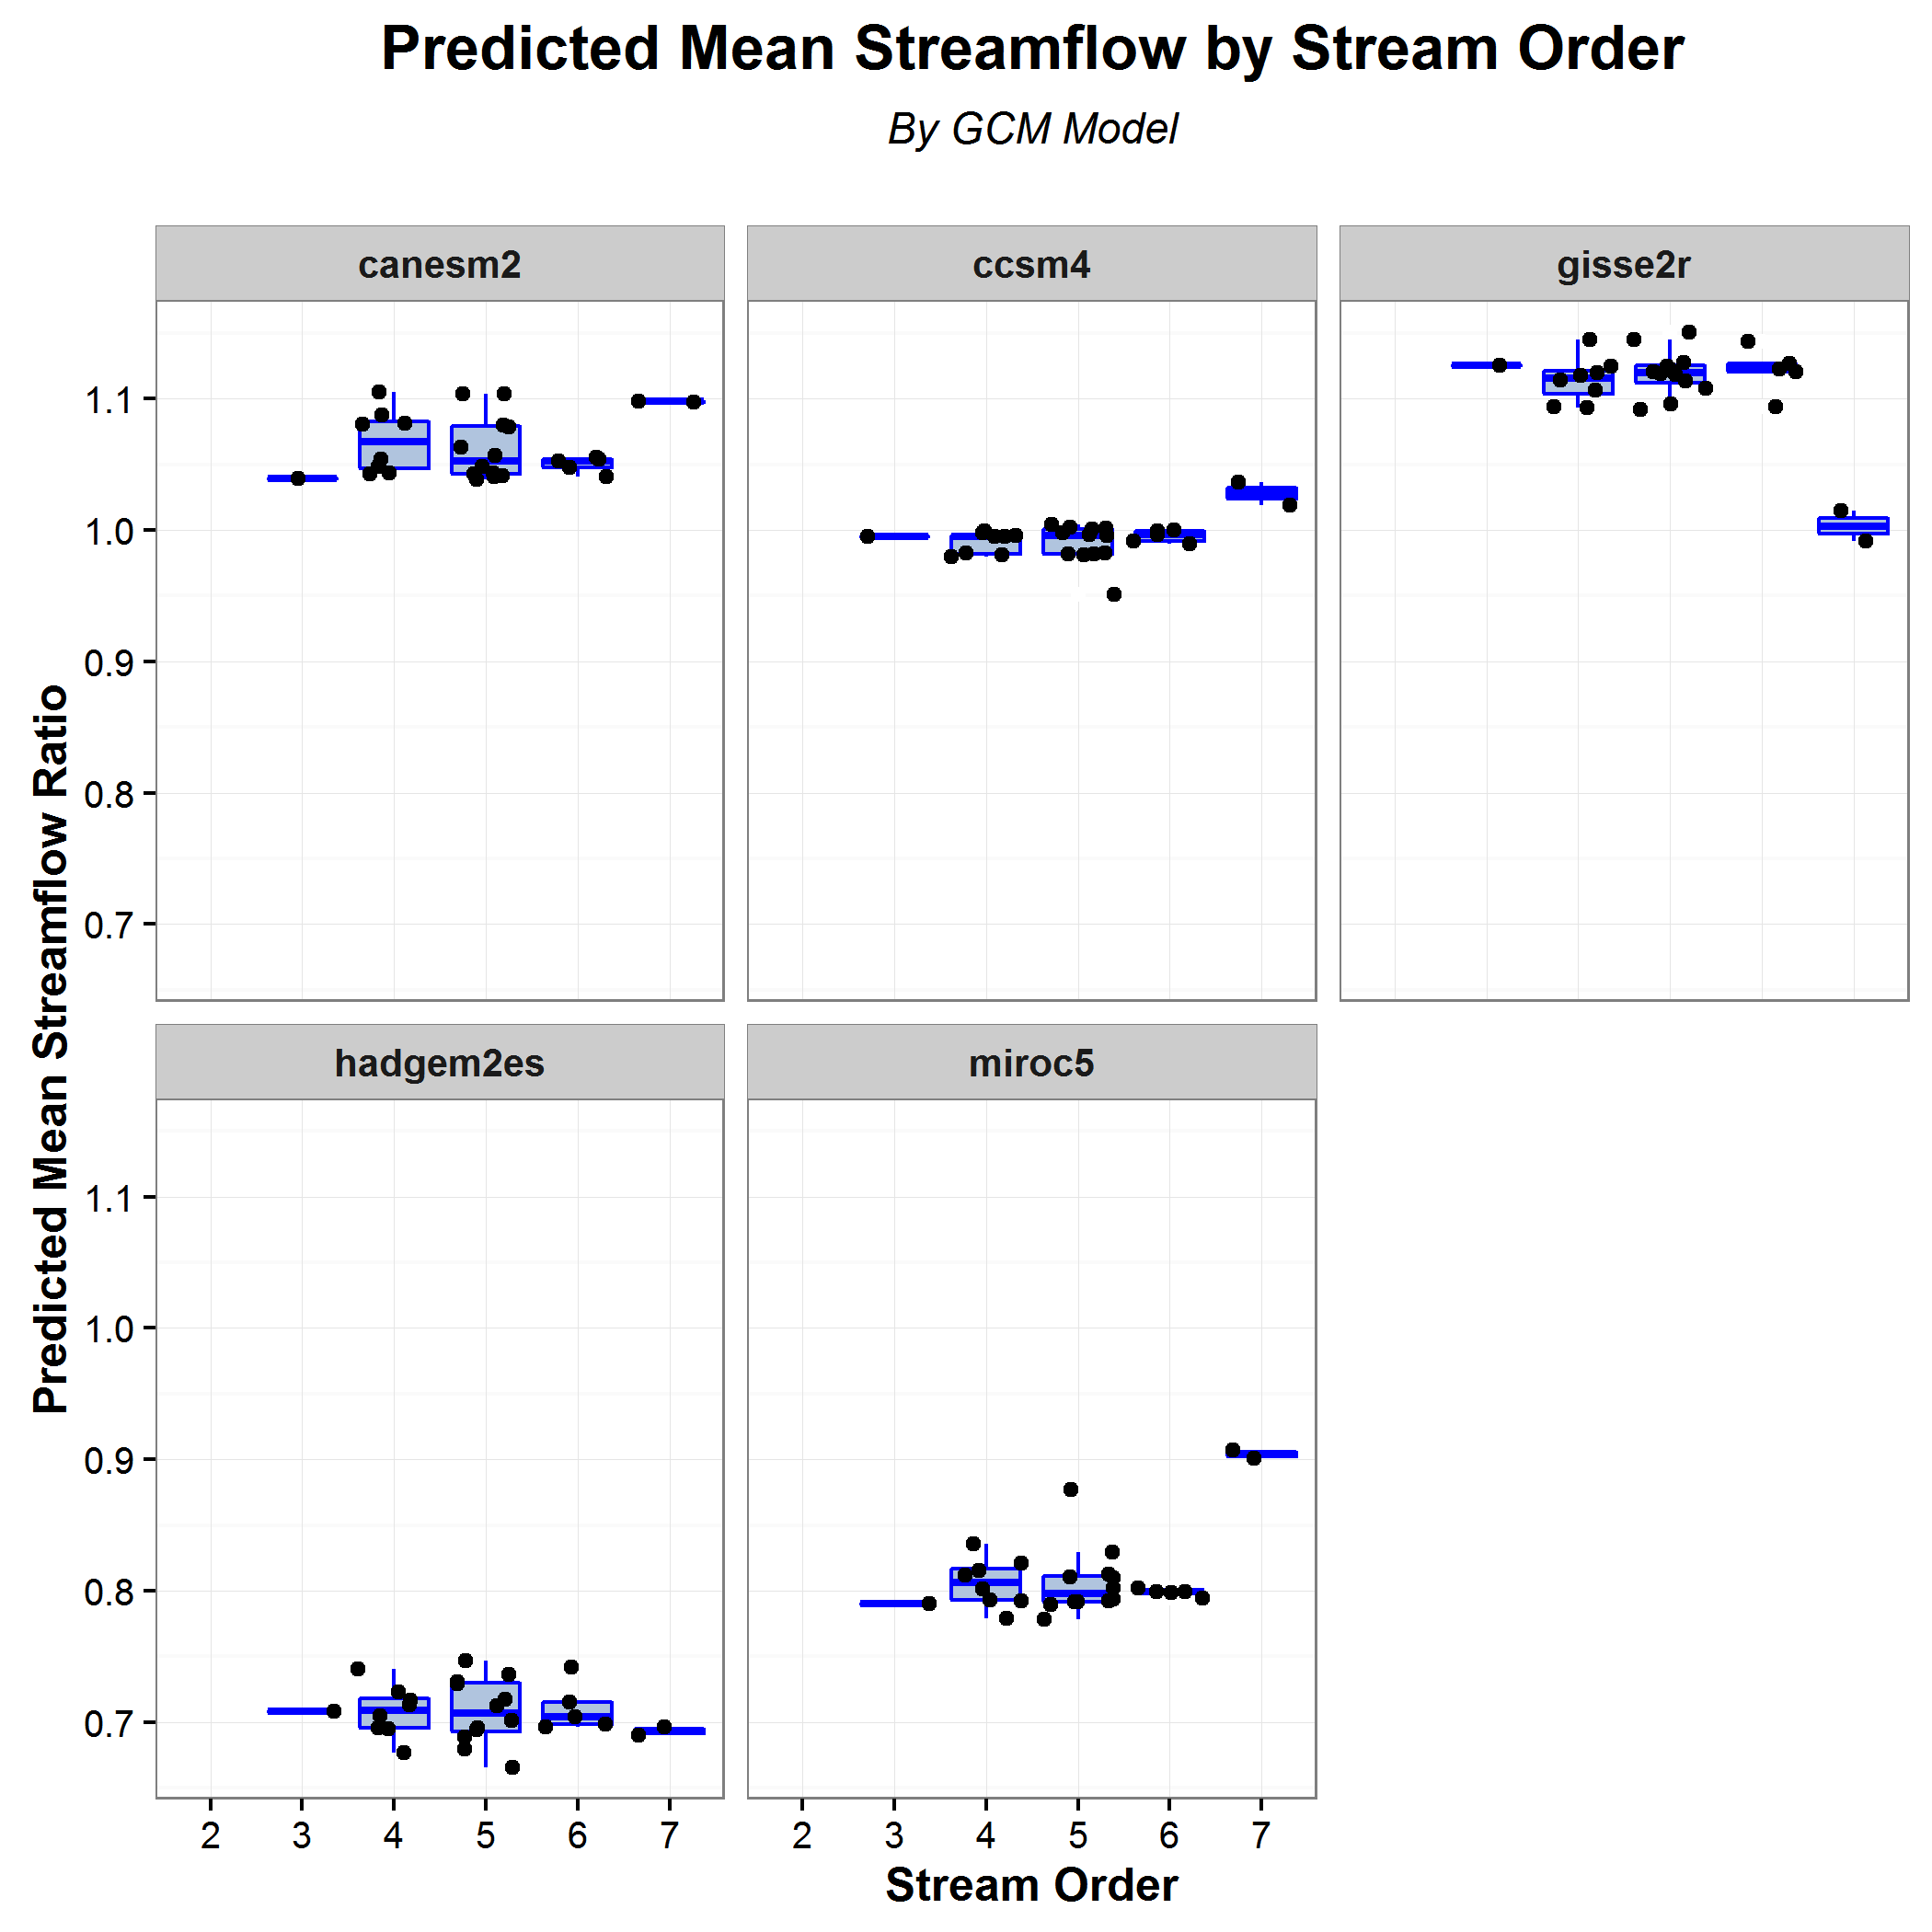 Predicted Mean Streamflow by Stream Order
By GCM Model
canesm2
ccsm4
gisse2r
1.1
1.0
0.9
0.8
0.7
Predicted Mean Streamflow Ratio
hadgem2es
miroc5
1.1
1.0
0.9
0.8
0.7
2 3 4 5 6 7
2 3 4 5 6 7
Stream Order